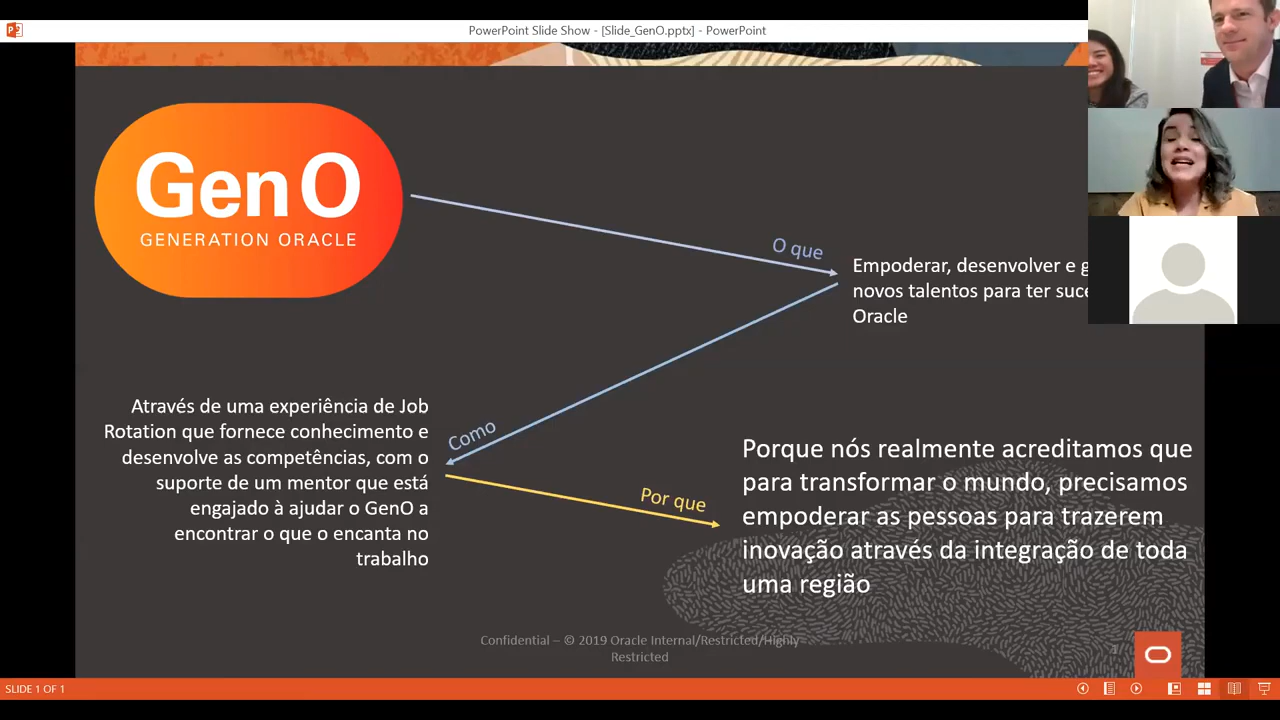 PowerPoint Slide Show - [Slide_GenO.pptx] - PowerPoint
GenO
GENERATION ORACLE
O que
Empoderar, desenvolver e
novos talentos para ter
Oracle
Através de uma experiência de Job
Rotation que fornece conhecimento e
desenvolve as competências, com o
suporte de um mentor que está
engajado à ajudar o GenO a
encontrar o que o encanta no
trabalho
Como
Por que
Porque nós realmente acreditamos que
para transformar o mundo, precisamos
empoderar as pessoas para trazerem
inovação através da integração de toda
uma região
Confidential – © 2019 Oracle Internal/Restricted/Highly
Restricted
1
SLIDE 1 OF 1